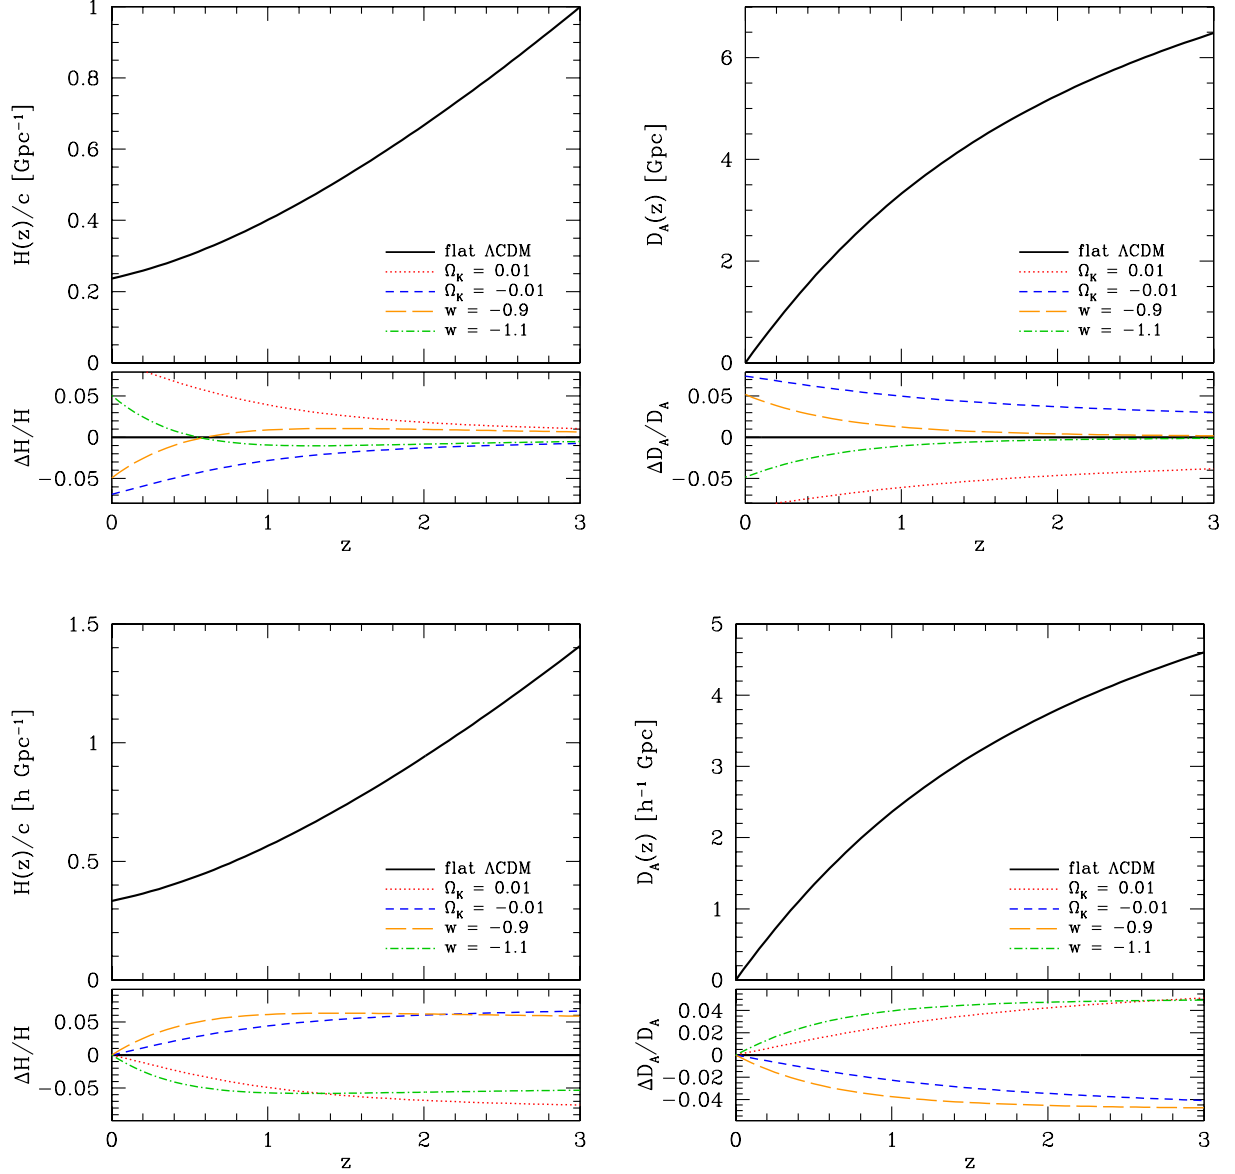 1
0.8
0.6
0.4
0.2
0
H(z)/c [Gpc⁻¹]
flat ΛCDM
Ω_K = 0.01
Ω_K = −0.01
w = −0.9
w = −1.1
0.05
0
−0.05
ΔH/H
0 1 2 3
z
6
4
2
0
D_A(z) [Gpc]
flat ΛCDM
Ω_K = 0.01
Ω_K = −0.01
w = −0.9
w = −1.1
0.05
0
−0.05
ΔD_A/D_A
0 1 2 3
z
1.5
1
0.5
0
H(z)/c [h Gpc⁻¹]
flat ΛCDM
Ω_K = 0.01
Ω_K = −0.01
w = −0.9
w = −1.1
0.05
0
−0.05
ΔH/H
0 1 2 3
z
5
4
3
2
1
0
D_A(z) [h⁻¹ Gpc]
flat ΛCDM
Ω_K = 0.01
Ω_K = −0.01
w = −0.9
w = −1.1
0.04
0.02
0
−0.02
−0.04
ΔD_A/D_A
0 1 2 3
z